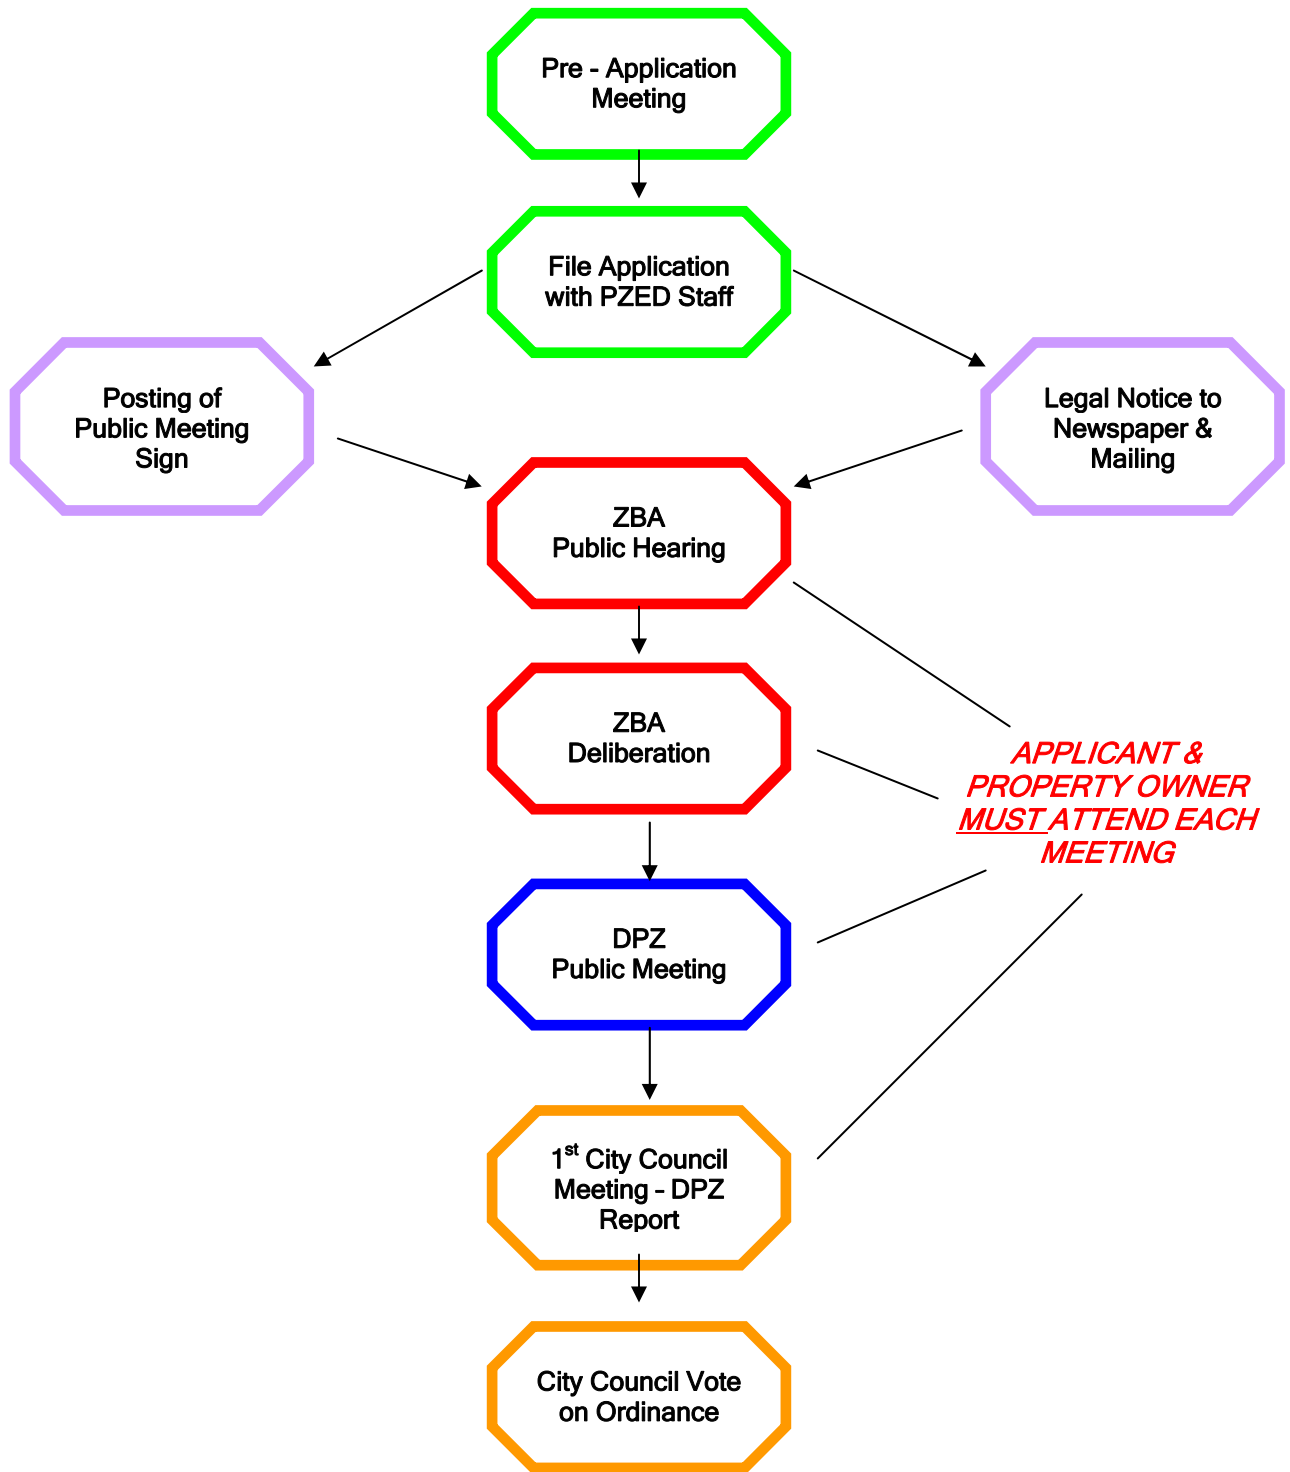 Pre - Application
Meeting
File Application
with PZED Staff
Posting of
Public Meeting
Sign
Legal Notice to
Newspaper &
Mailing
ZBA
Public Hearing
ZBA
Deliberation
APPLICANT &
PROPERTY OWNER
MUST ATTEND EACH
MEETING
DPZ
Public Meeting
1st City Council
Meeting - DPZ
Report
City Council Vote
on Ordinance